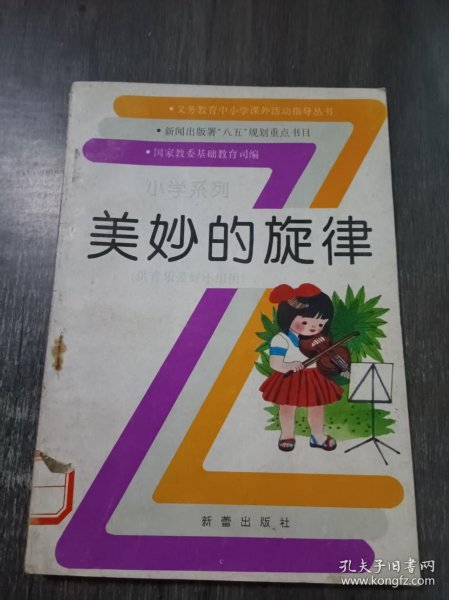 • 义务教育中小学课外活动指导丛书
• 新闻出版署“八五”规划重点书目
• 国家教委基础教育司编
小学系列
美妙的旋律
(供音乐爱好小组用)
新蕾出版社
孔夫子旧书网
www.kongfz.com